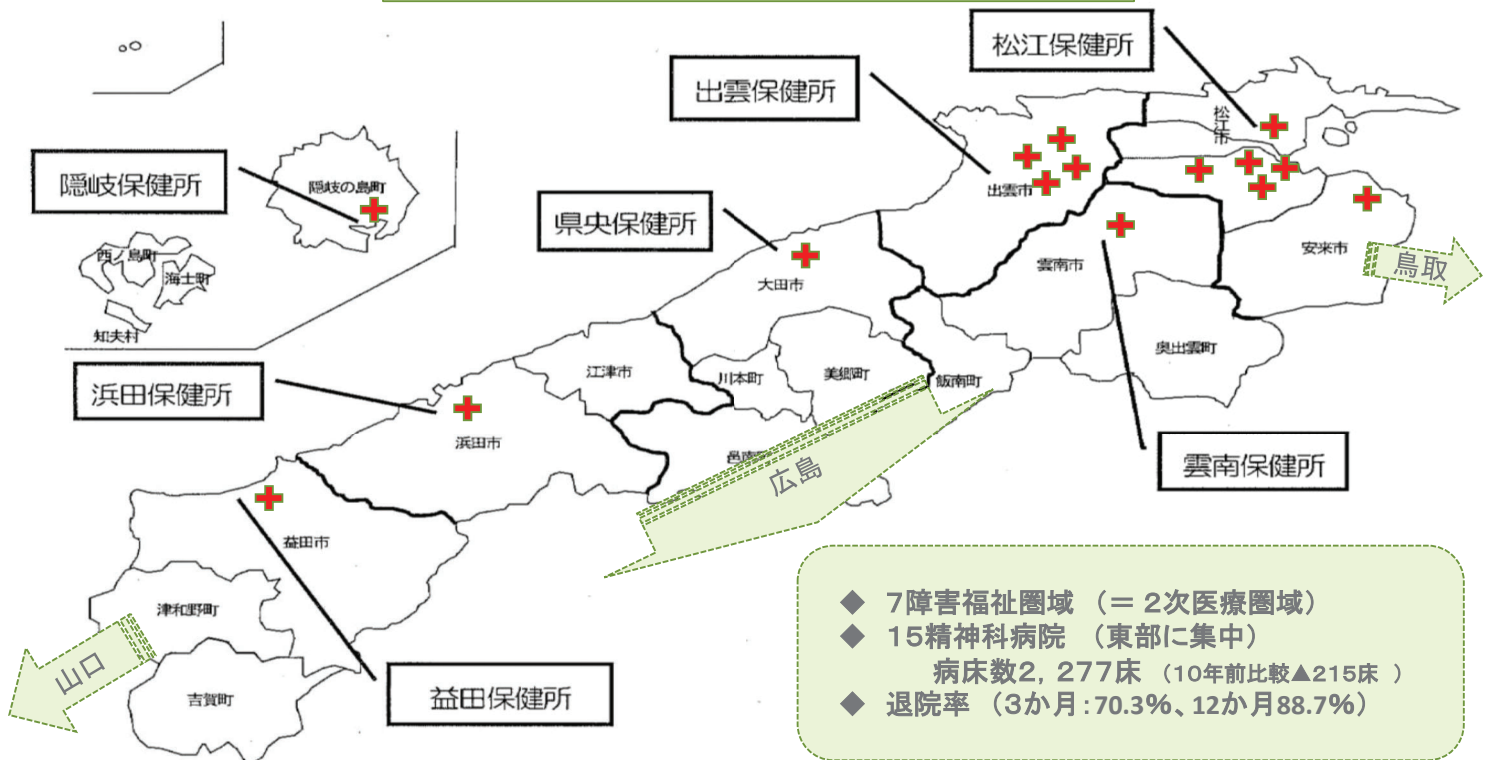 松江保健所
出雲保健所
松江市
隠岐保健所
隠岐の島町
出雲市
県央保健所
安来市
鳥取
西ノ島町
海士町
大田市
雲南市
知夫村
奥出雲町
浜田保健所
江津市
川本町
美郷町
飯南町
浜田市
邑南
広島
雲南保健所
益田市
津和野町
山口
吉賀町
益田保健所
◆ 7障害福祉圏域 (= 2次医療圏域)
◆ 15精神科病院 (東部に集中)
病床数2,277床 (10年前比較▲215床 )
◆ 退院率 (3か月:70.3%、12か月88.7%)